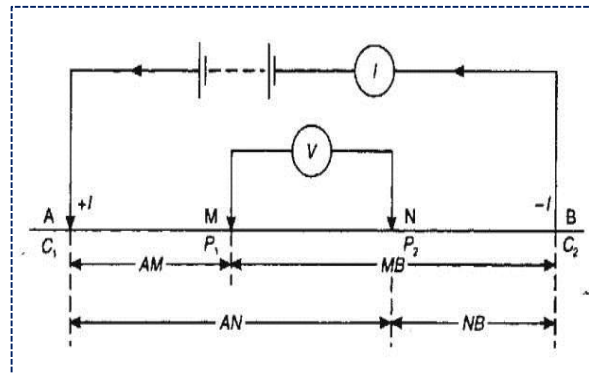 I
V
A +I M N -I B
C₁ P₁ P₂ C₂
AM MB
AN NB